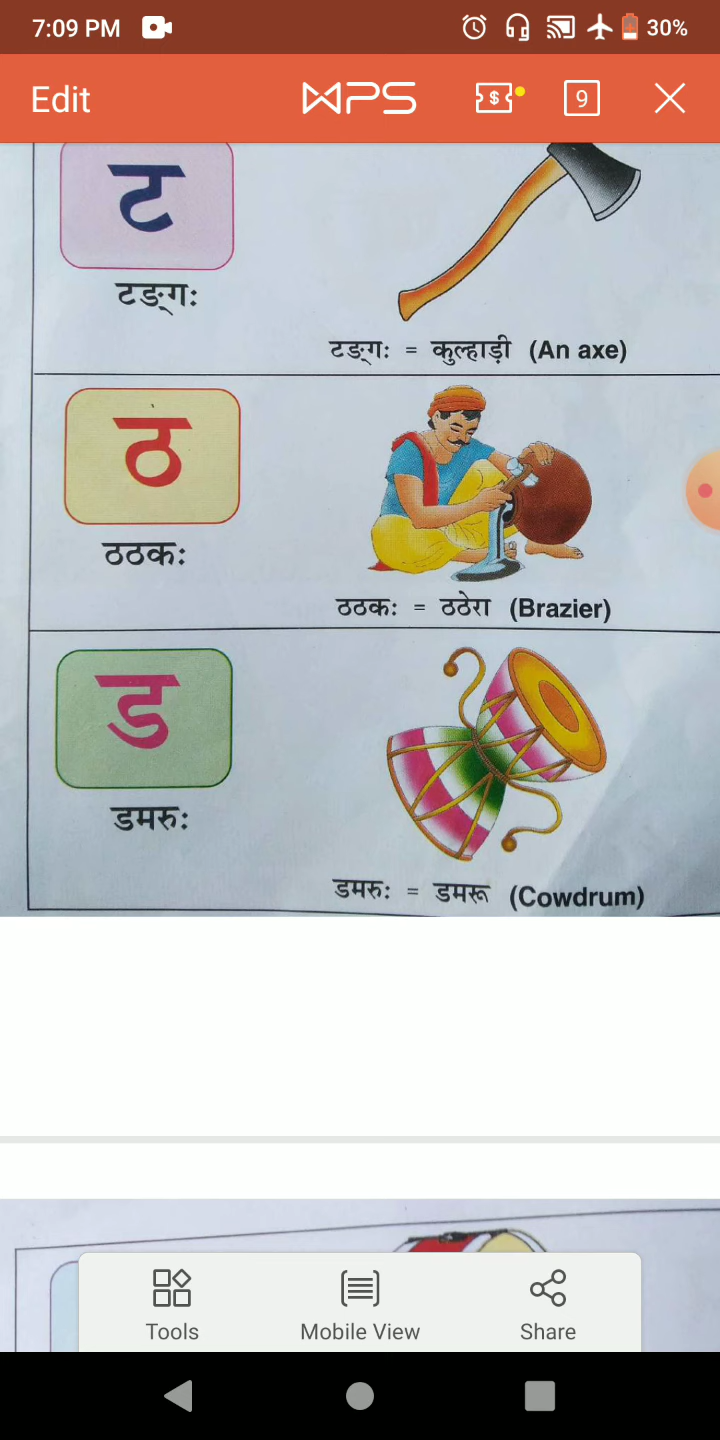 7:09 PM 30%
Edit WPS $ 9
ट
टङ्गः
टङ्गः = कुल्हाड़ी (An axe)
ठ
ठठकः
ठठकः = ठठेरा (Brazier)
ड
डमरुः
डमरुः = डमरू (Cowdrum)
Tools Mobile View Share